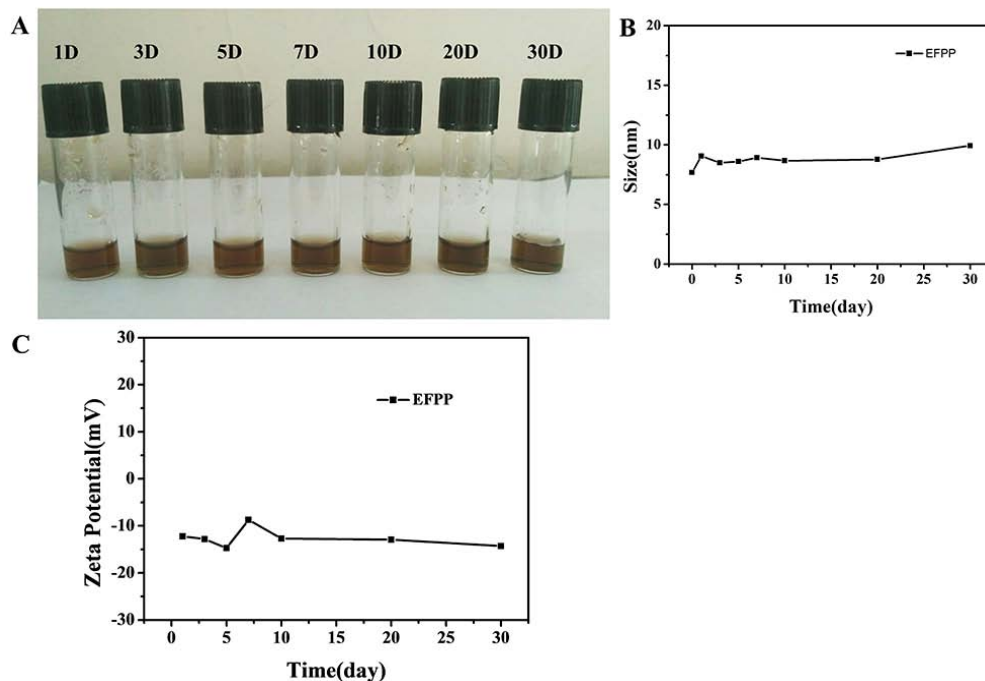 A
1D 3D 5D 7D 10D 20D 30D
B
20
15
10
5
0
Size(nm)
EFPP
0 5 10 15 20 25 30
Time(day)
C
30
20
10
0
-10
-20
-30
Zeta Potential(mV)
EFPP
0 5 10 15 20 25 30
Time(day)